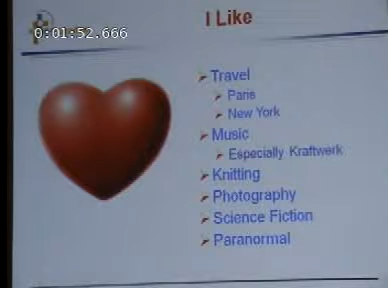 I Like
0:01:52.666
Travel
Paris
New York
Music
Especially Kraftwerk
Knitting
Photography
Science Fiction
Paranormal